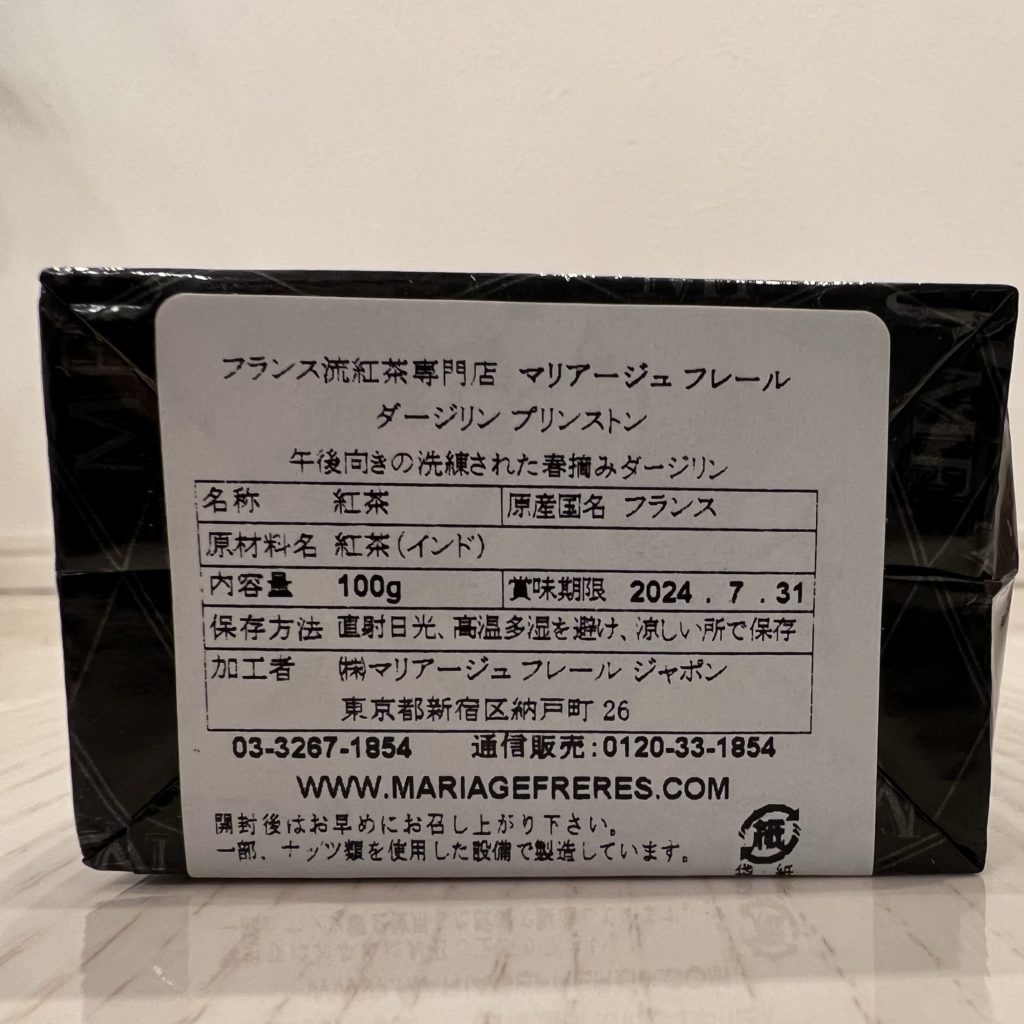 フランス流紅茶専門店 マリアージュ フレール
ダージリン プリンストン
午後向きの洗練された春摘みダージリン
名称 紅茶 原産国名 フランス
原材料名 紅茶(インド)
内容量 100g 賞味期限 2024 . 7 . 31
保存方法 直射日光、高温多湿を避け、涼しい所で保存
加工者 ㈱マリアージュ フレール ジャポン
東京都新宿区納戸町 26
03-3267-1854 通信販売:0120-33-1854
WWW.MARIAGEFRERES.COM
開封後はお早めにお召し上がり下さい。
一部、ナッツ類を使用した設備で製造しています。
紙
袋・紙